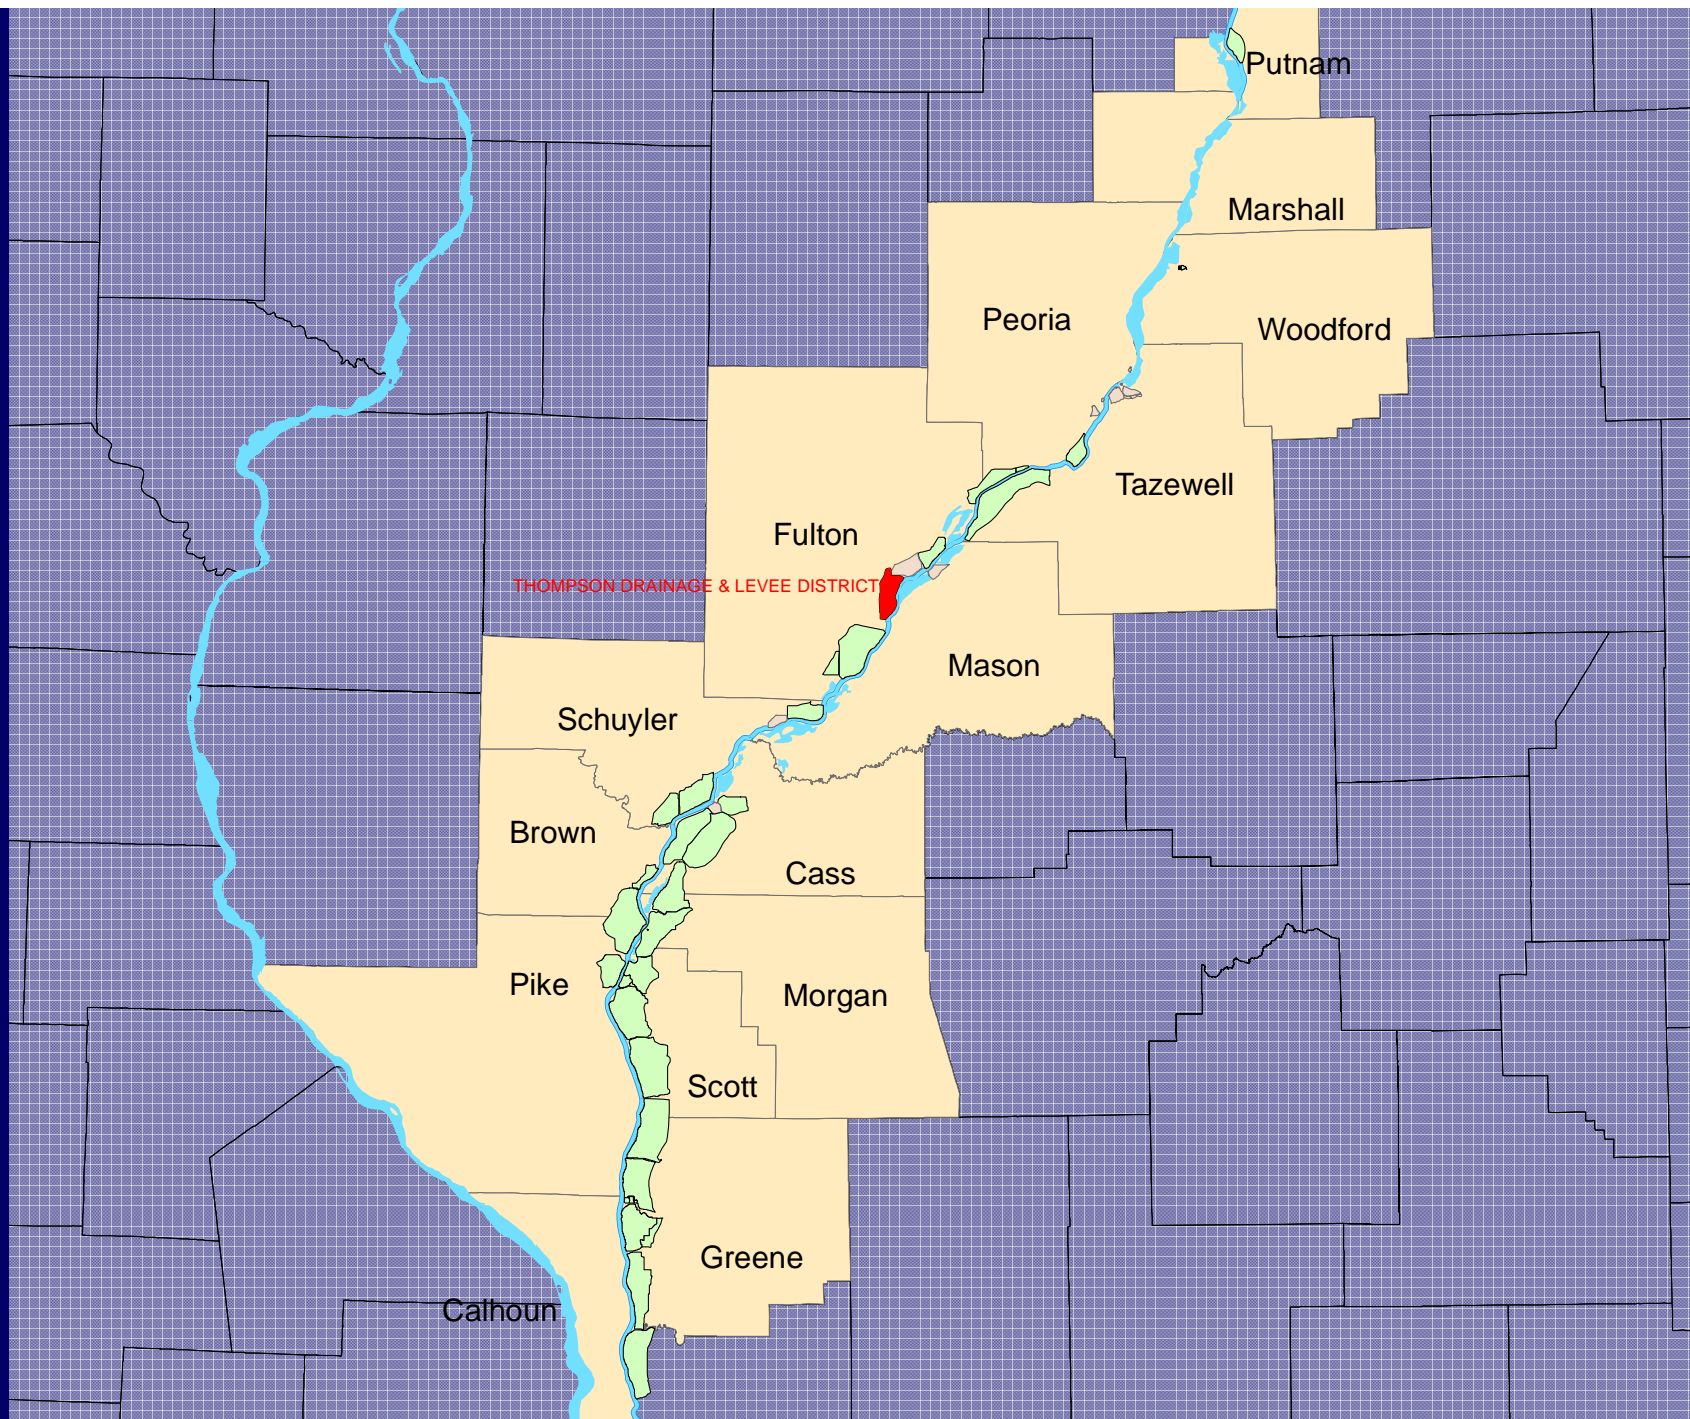 Putnam
Marshall
Peoria
Woodford
Tazewell
Fulton
THOMPSON DRAINAGE & LEVEE DISTRICT
Mason
Schuyler
Brown
Cass
Pike
Morgan
Scott
Greene
Calhoun